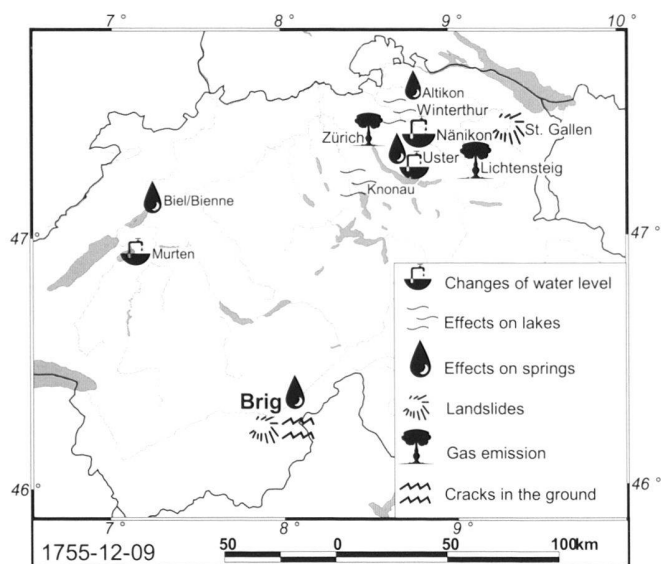 7°
8°
9°
10°
Altikon
Winterthur
Zürich
Nänikon
St. Gallen
Uster
Lichtensteig
Knonau
Biel/Bienne
47°
47°
Murten
Changes of water level
Effects on lakes
Effects on springs
Brig
Landslides
Gas emission
46°
46°
Cracks in the ground
7°
8°
9°
1755-12-09
50 0 50 100km